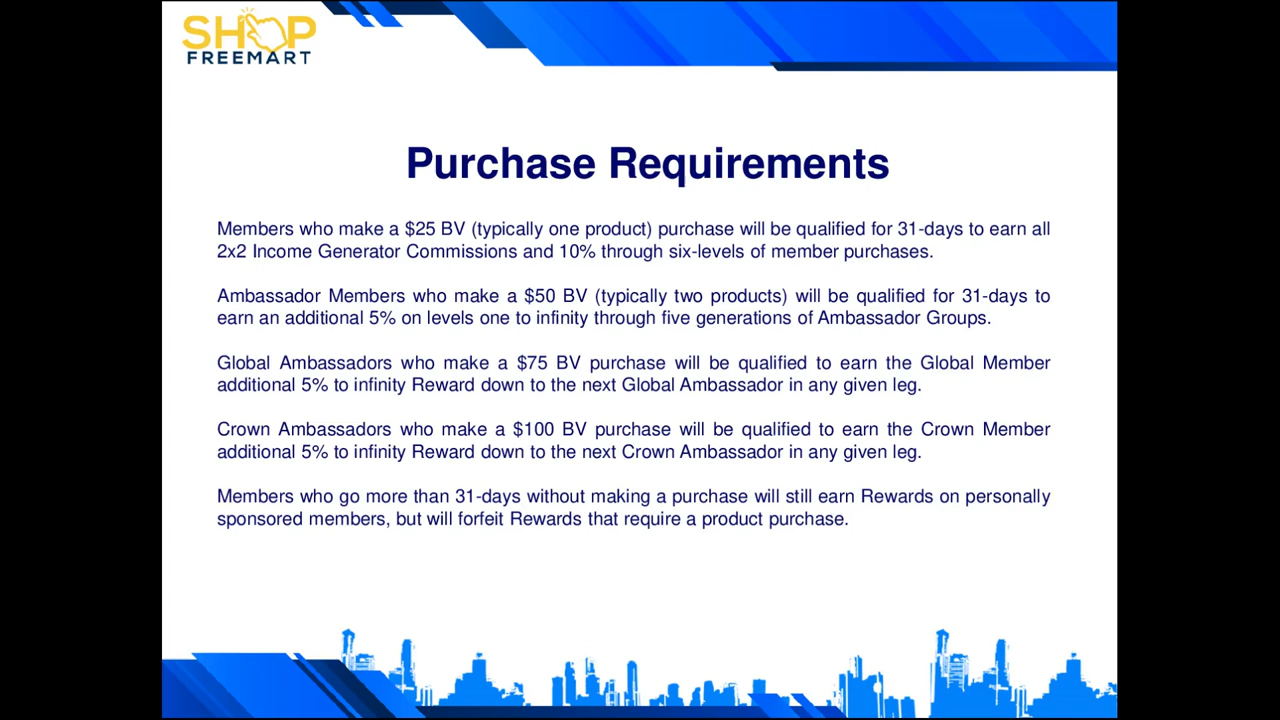 SHOP
FREEMART
Purchase Requirements
Members who make a $25 BV (typically one product) purchase will be qualified for 31-days to earn all
2x2 Income Generator Commissions and 10% through six-levels of member purchases.
Ambassador Members who make a $50 BV (typically two products) will be qualified for 31-days to
earn an additional 5% on levels one to infinity through five generations of Ambassador Groups.
Global Ambassadors who make a $75 BV purchase will be qualified to earn the Global Member
additional 5% to infinity Reward down to the next Global Ambassador in any given leg.
Crown Ambassadors who make a $100 BV purchase will be qualified to earn the Crown Member
additional 5% to infinity Reward down to the next Crown Ambassador in any given leg.
Members who go more than 31-days without making a purchase will still earn Rewards on personally
sponsored members, but will forfeit Rewards that require a product purchase.